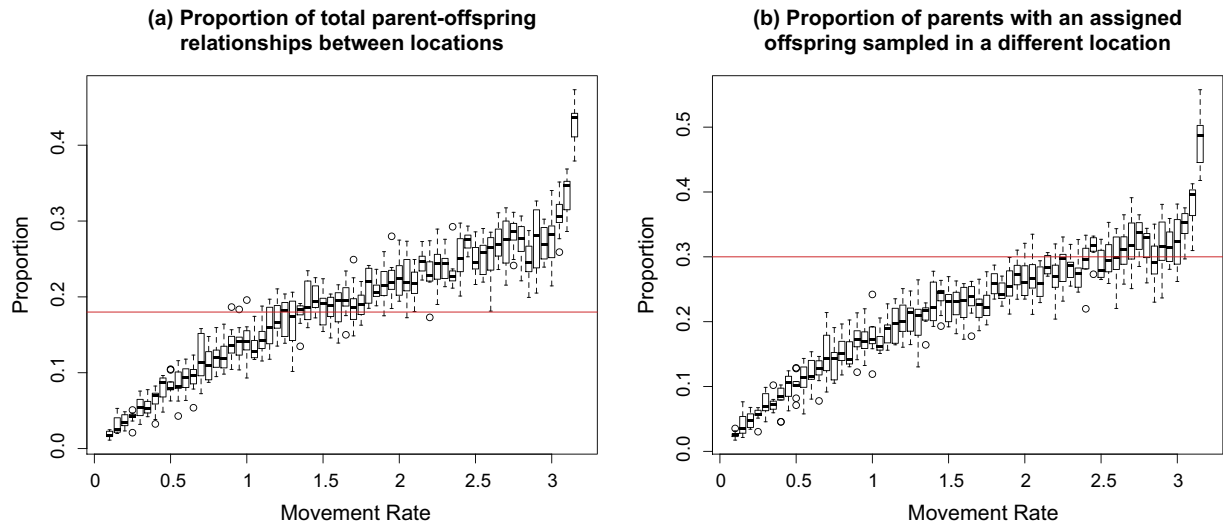 (a) Proportion of total parent-offspring
relationships between locations
Proportion
0.4
0.3
0.2
0.1
0.0
0 0.5 1 1.5 2 2.5 3
Movement Rate
(b) Proportion of parents with an assigned
offspring sampled in a different location
Proportion
0.5
0.4
0.3
0.2
0.1
0.0
0 0.5 1 1.5 2 2.5 3
Movement Rate